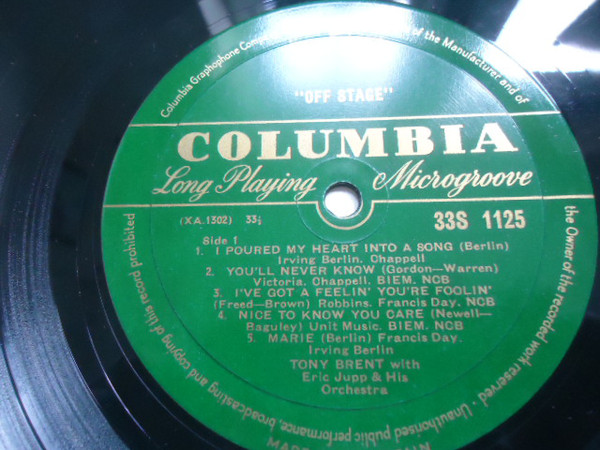 Columbia Graphophone
of the Manufacturer and of
the Owner of the recorded work reserved · Unauthorised public performance, broadcasting and copying of this record prohibited
"OFF STAGE"
COLUMBIA
Long Playing Microgroove
(XA.1302) 33⅓ 33S 1125
Side 1
1. I POURED MY HEART INTO A SONG (Berlin)
Irving Berlin. Chappell
2. YOU'LL NEVER KNOW (Gordon—Warren)
Victoria. Chappell. BIEM. NCB
3. I'VE GOT A FEELIN' YOU'RE FOOLIN'
(Freed—Brown) Robbins. Francis Day. NCB
4. NICE TO KNOW YOU CARE (Newell—
Baguley) Unit Music. BIEM. NCB
5. MARIE (Berlin) Francis Day.
Irving Berlin
TONY BRENT with
Eric Jupp & His
Orchestra